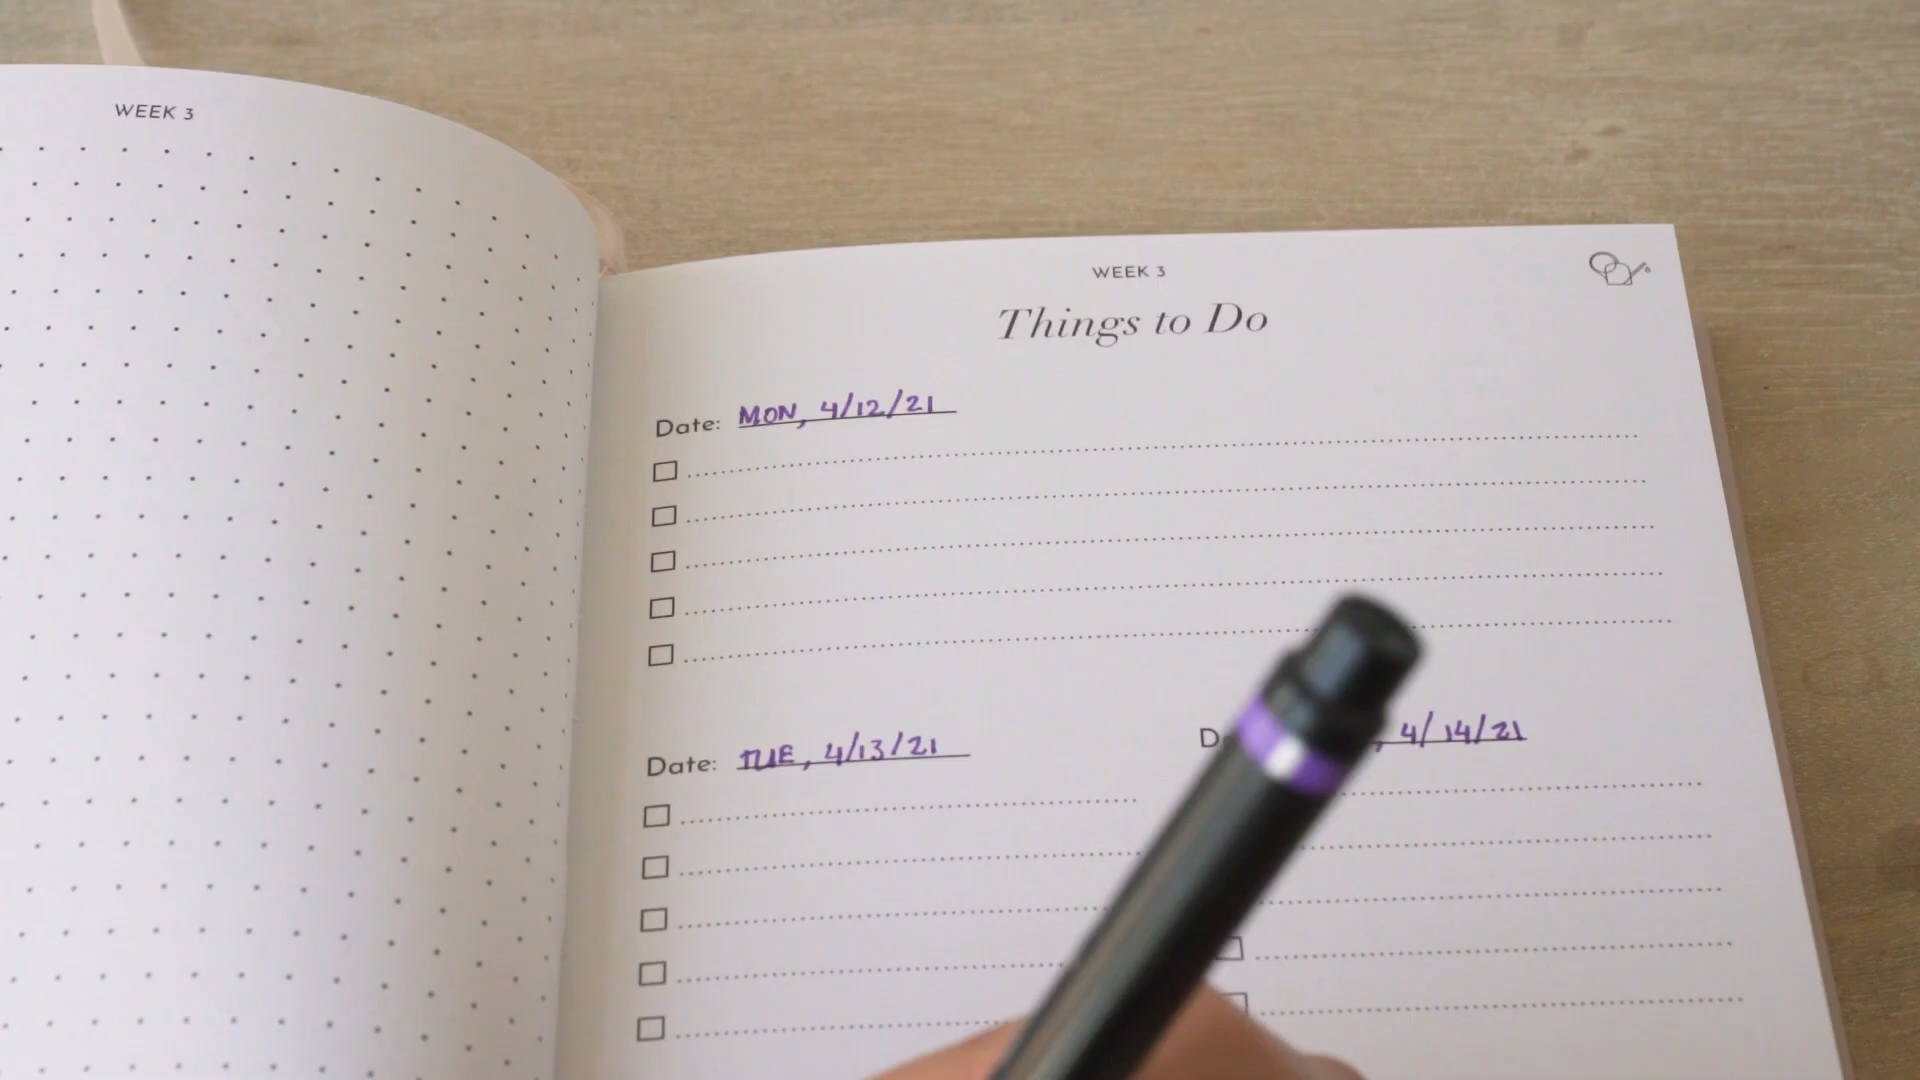 WEEK 3
WEEK 3
Things to Do
Date: MON, 4/12/21
Date: TUE, 4/13/21
, 4/14/21